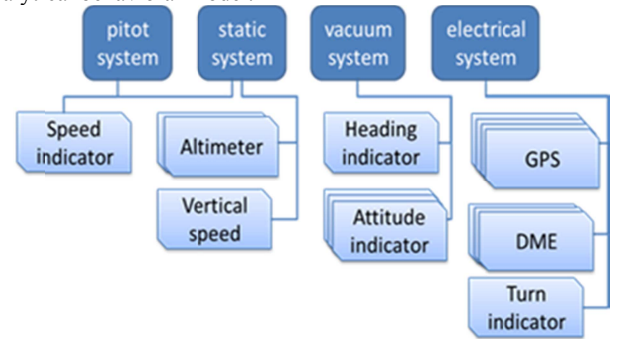 pitot
system
static
system
vacuum
system
electrical
system
Speed
indicator
Altimeter
Vertical
speed
Heading
indicator
Attitude
indicator
GPS
DME
Turn
indicator